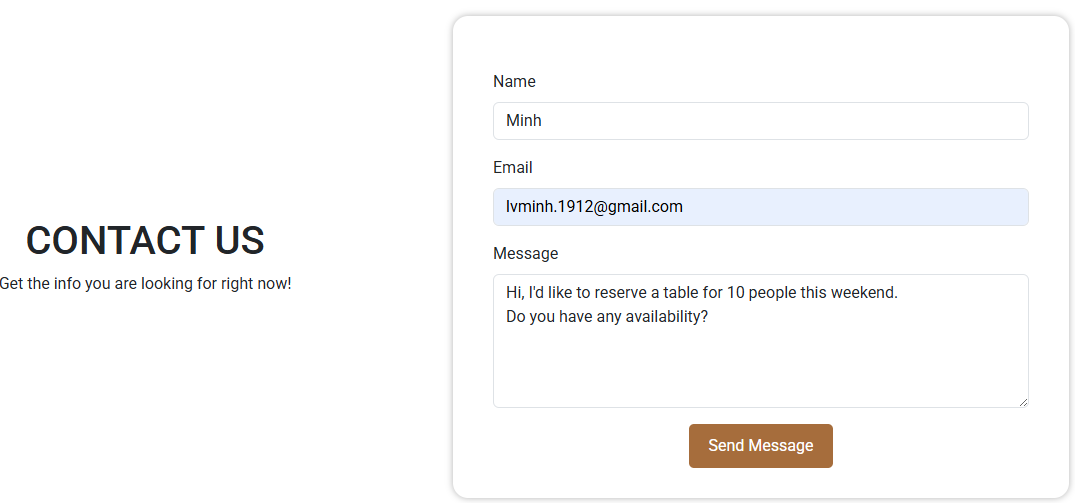 CONTACT US
Get the info you are looking for right now!
Name
Minh
Email
lvminh.1912@gmail.com
Message
Hi, I'd like to reserve a table for 10 people this weekend.
Do you have any availability?
Send Message